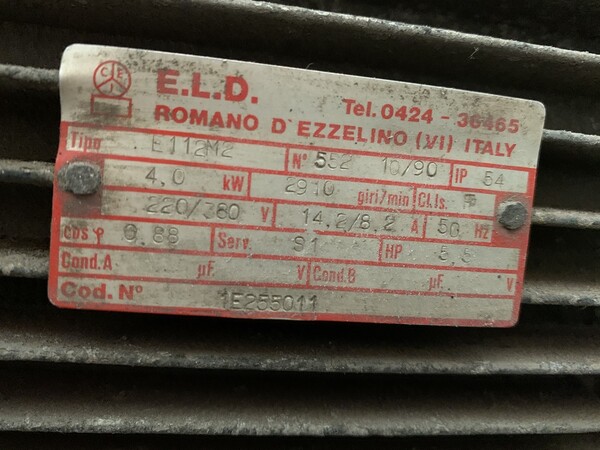 E.L.D.
Tel. 0424 - 36465
ROMANO D'EZZELINO (VI) ITALY
Tipo E112M2 N° 552 10/90 IP 54
4,0 kW 2910 giri/min Cl.Is. F
220/380 V 14,2/8,2 A 50 Hz
cos φ 0,88 Serv. S1 HP 5,5
Cond.A µF V Cond.B µF V
Cod. N° 1E255011